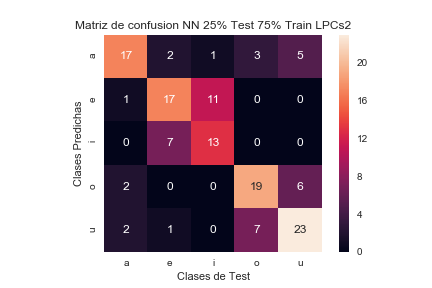 Matriz de confusion NN 25% Test 75% Train LPCs2
a 17 2 1 3 5
e 1 17 11 0 0
i 0 7 13 0 0
o 2 0 0 19 6
u 2 1 0 7 23
a e i o u
Clases de Test
Clases Predichas
20
16
12
8
4
0